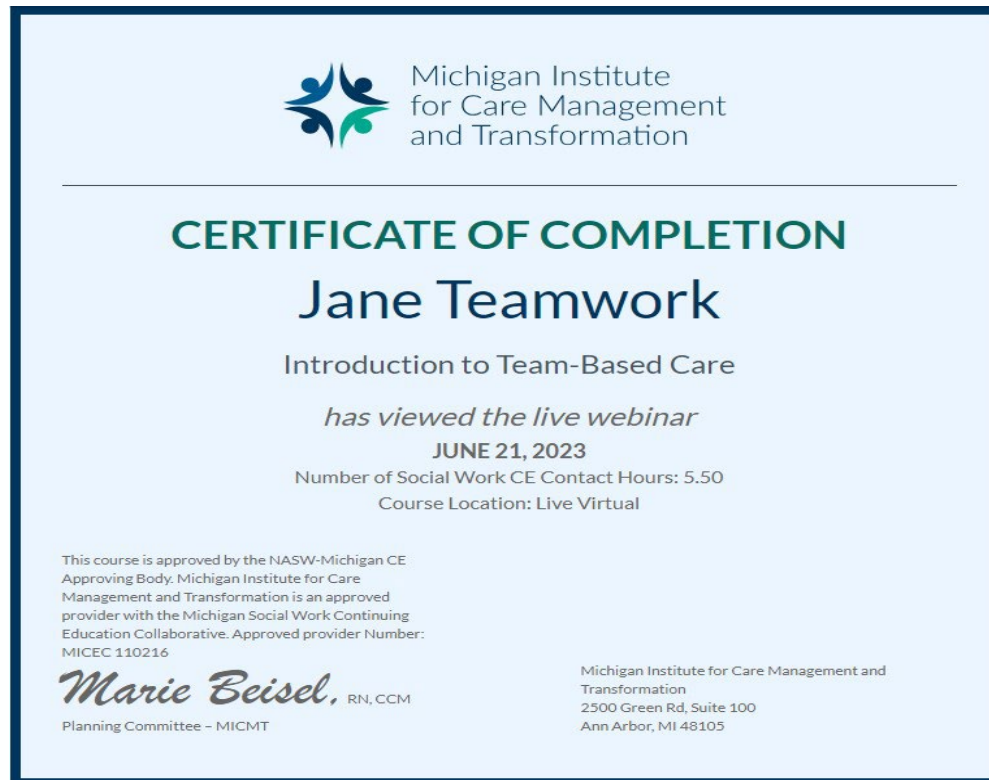 Michigan Institute
for Care Management
and Transformation
CERTIFICATE OF COMPLETION
Jane Teamwork
Introduction to Team-Based Care
has viewed the live webinar
JUNE 21, 2023
Number of Social Work CE Contact Hours: 5.50
Course Location: Live Virtual
This course is approved by the NASW-Michigan CE
Approving Body. Michigan Institute for Care
Management and Transformation is an approved
provider with the Michigan Social Work Continuing
Education Collaborative. Approved provider Number:
MICEC 110216
Marie Beisel, RN, CCM
Planning Committee – MICMT
Michigan Institute for Care Management and
Transformation
2500 Green Rd, Suite 100
Ann Arbor, MI 48105